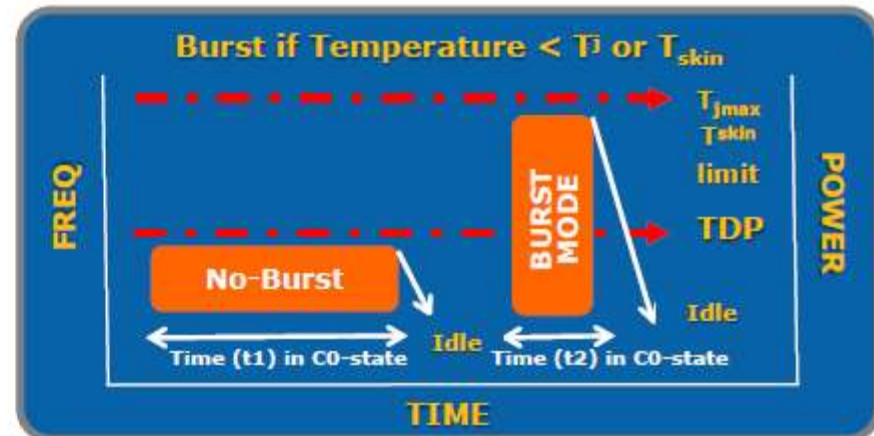 Burst if Temperature < Tj or Tskin
Tjmax
Tskin
limit
TDP
FREQ
POWER
BURST
MODE
No-Burst
Idle
Idle
Time (t1) in C0-state
Time (t2) in C0-state
TIME